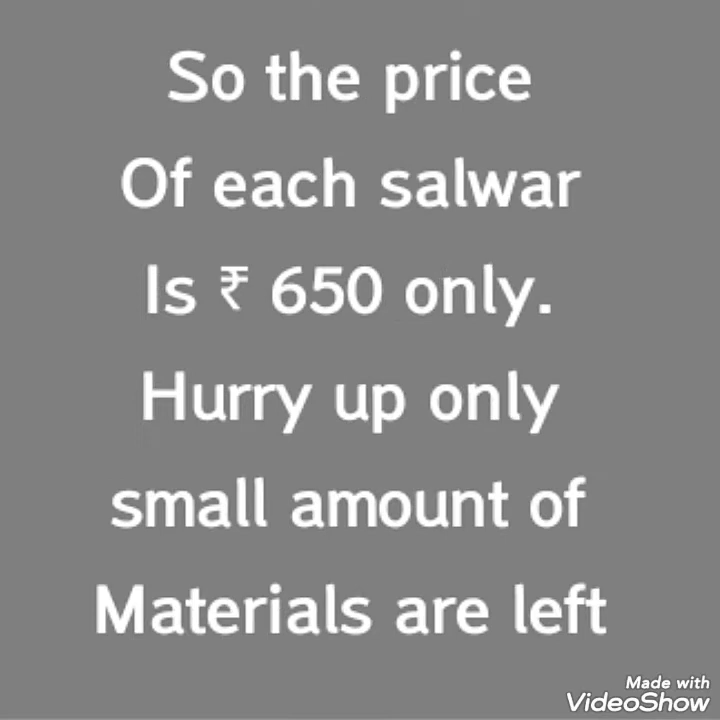 So the price
Of each salwar
Is ₹ 650 only.
Hurry up only
small amount of
Materials are left
Made with
VideoShow